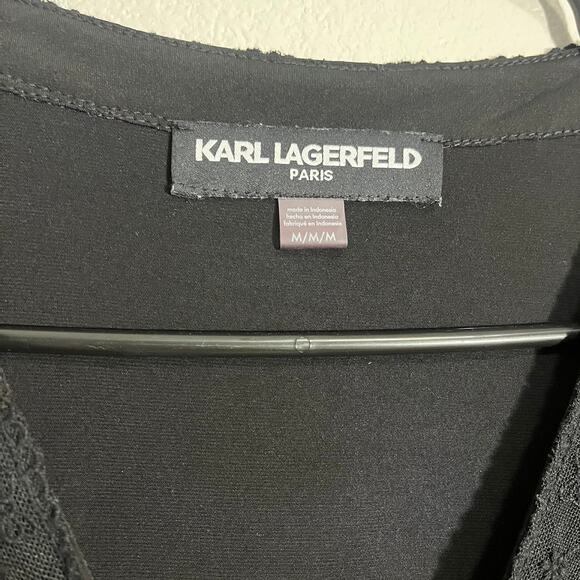 KARL LAGERFELD
PARIS
made in Indonesia
hecho en Indonesia
fabriqué en Indonésie
M/M/M